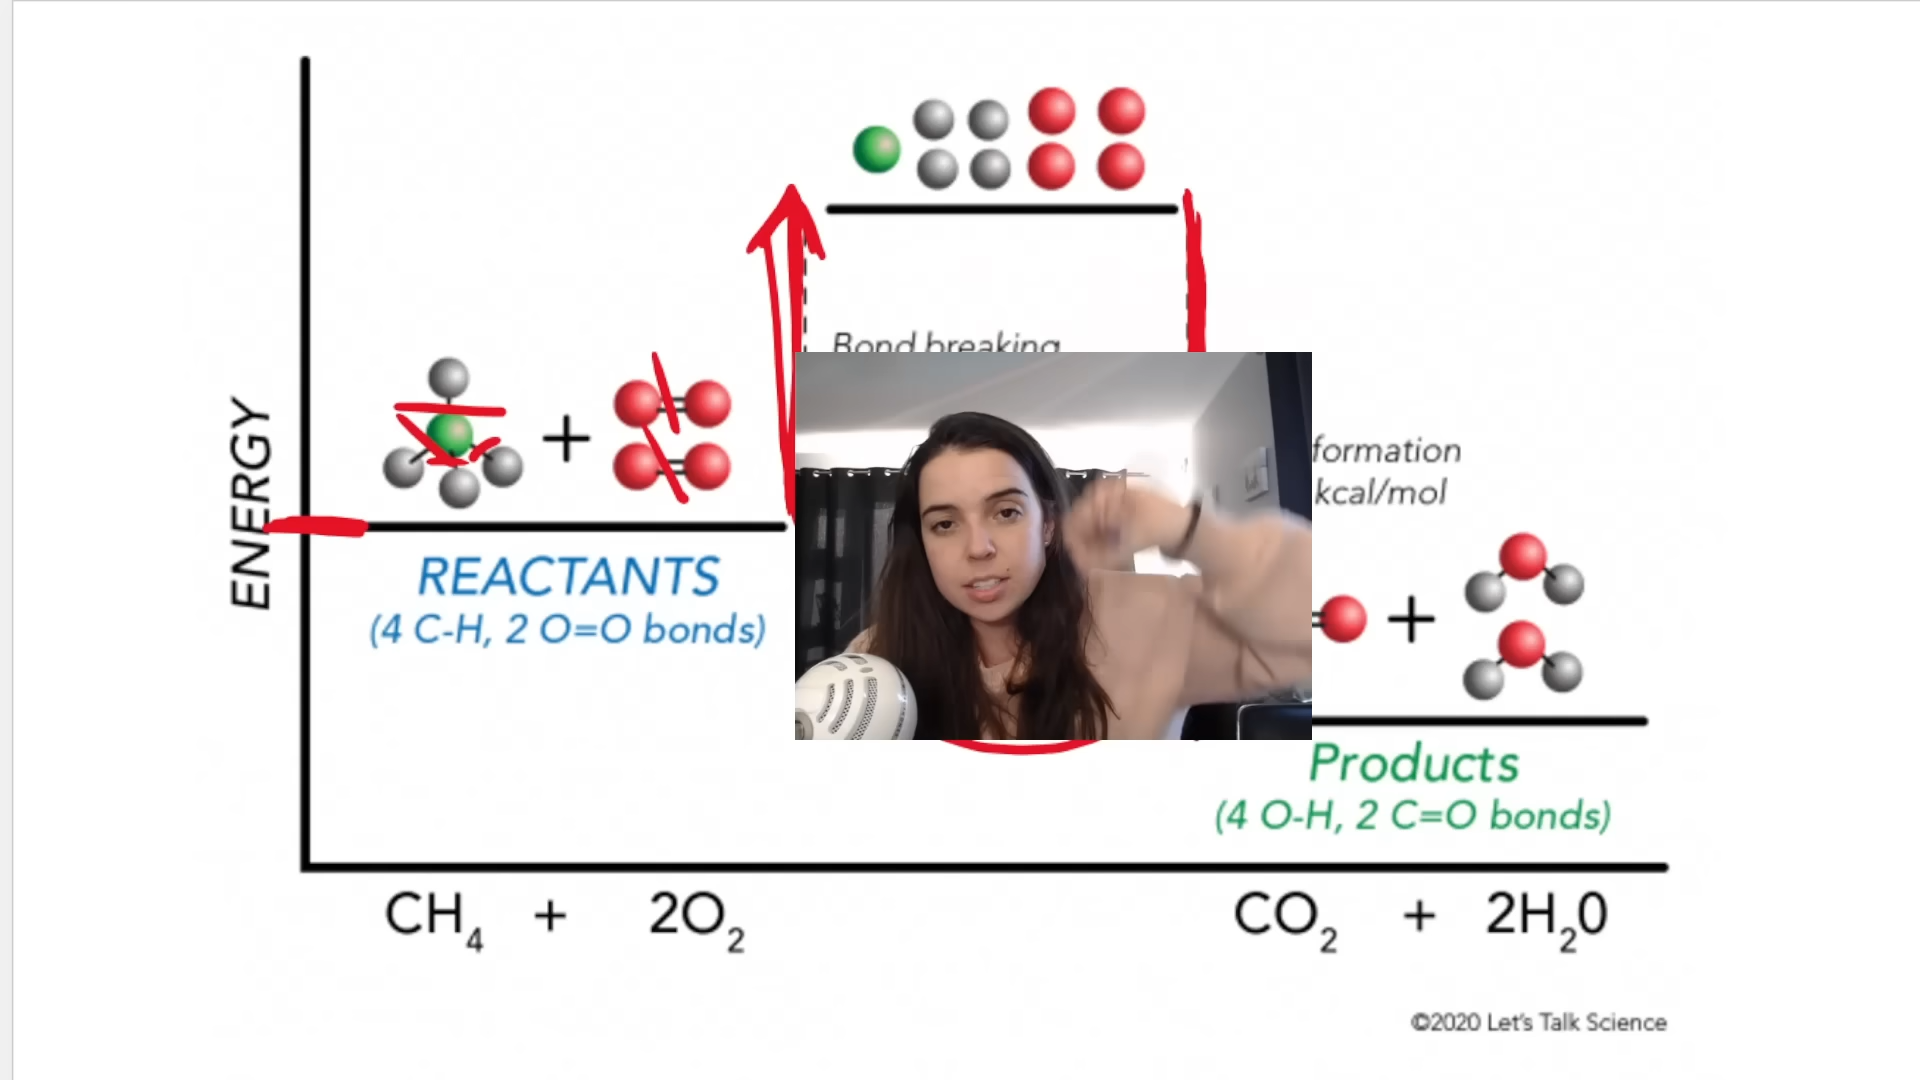 Bond breaking
formation
kcal/mol
ENERGY
+
REACTANTS
(4 C-H, 2 O=O bonds)
+
Products
(4 O-H, 2 C=O bonds)
CH₄ + 2O₂
CO₂ + 2H₂0
©2020 Let's Talk Science